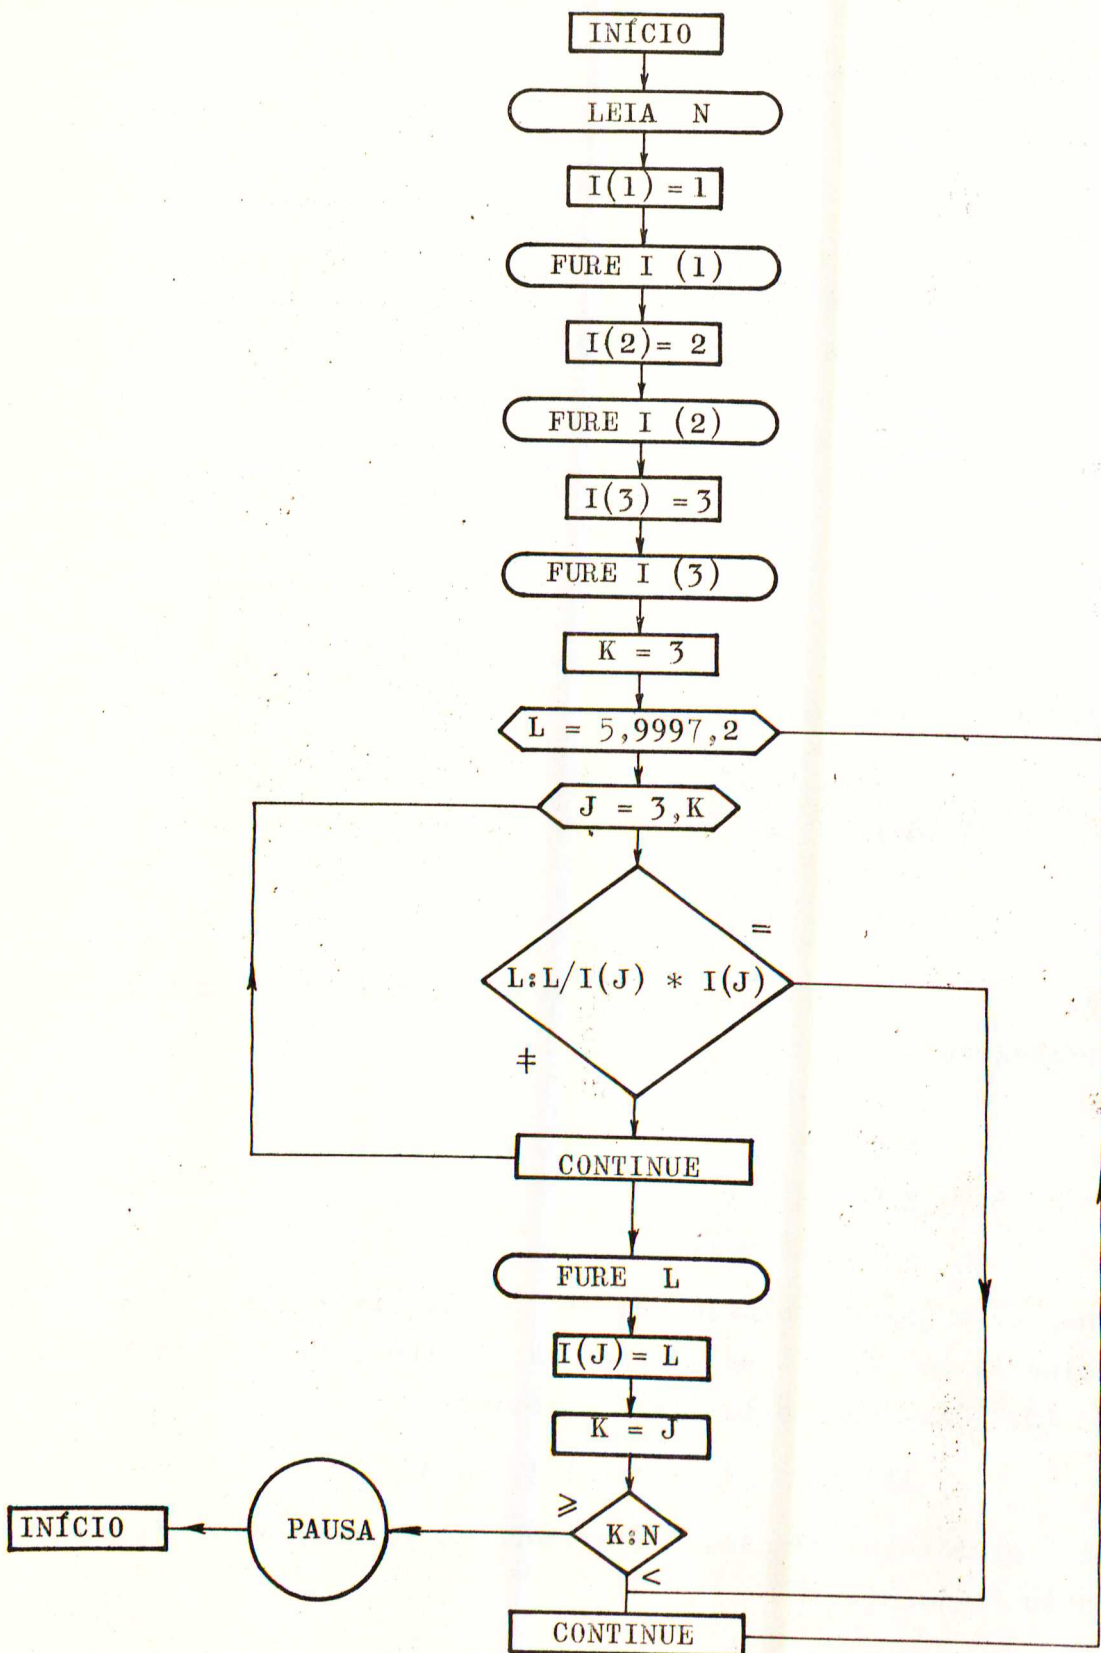 INÍCIO
LEIA N
I(1) = 1
FURE I (1)
I(2)= 2
FURE I (2)
I(3) = 3
FURE I (3)
K = 3
L = 5,9997,2
J = 3,K
=
L:L/I(J) * I(J)
≠
CONTINUE
FURE L
I(J)= L
K = J
≥
K:N
PAUSA
INÍCIO
<
CONTINUE